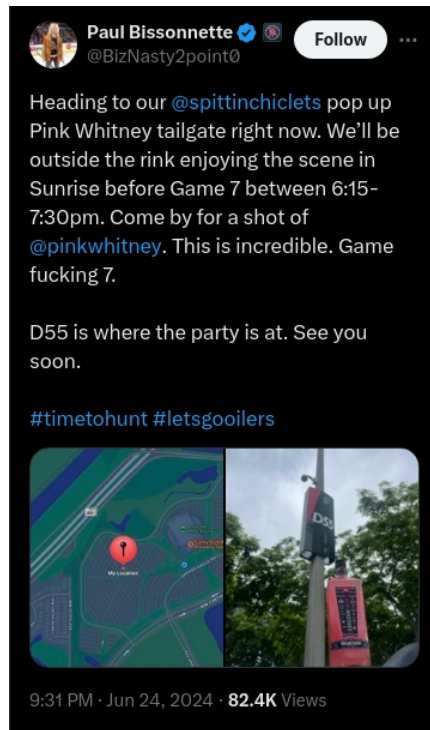 Paul Bissonnette
Follow
@BizNasty2point0
Heading to our @spittinchiclets pop up
Pink Whitney tailgate right now. We'll be
outside the rink enjoying the scene in
Sunrise before Game 7 between 6:15-
7:30pm. Come by for a shot of
@pinkwhitney. This is incredible. Game
fucking 7.
D55 is where the party is at. See you
soon.
#timetohunt #letsgooilers
My Location
D55
9:31 PM · Jun 24, 2024 · 82.4K Views